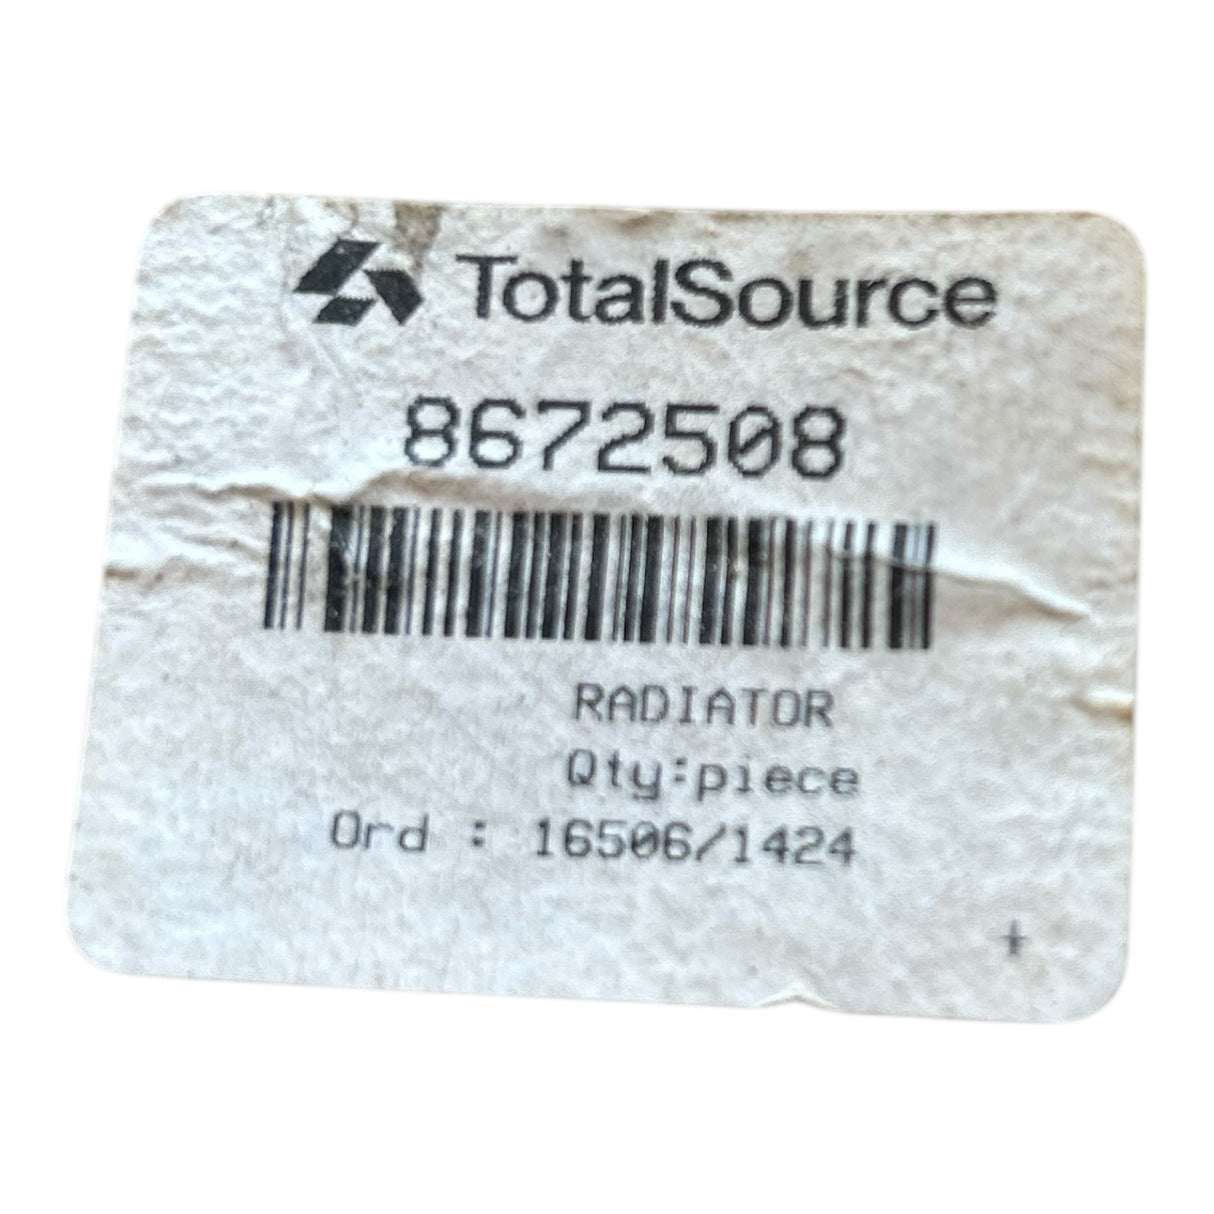 TotalSource
8672508
RADIATOR
Qty:piece
Ord : 16506/1424